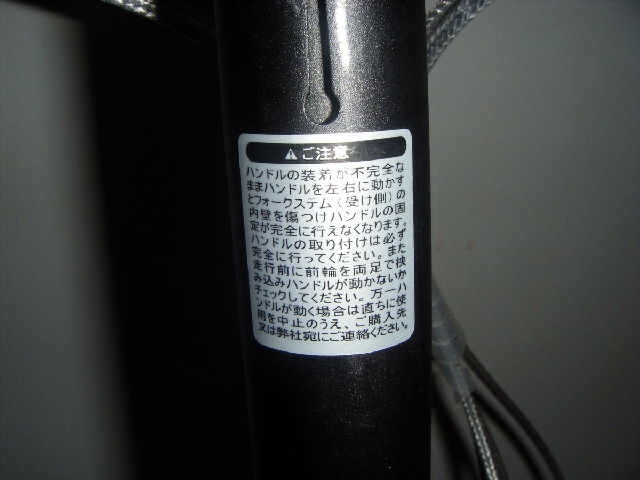 ⚠ご注意
ハンドルの装着が不完全な
ままハンドルを左右に動かす
とフォークステム(受け側)の
内壁を傷つけハンドルの固
定が完全に行えなくなります。
ハンドルの取り付けは必ず
完全に行ってください。また
走行前に前輪を両足で挟
み込みハンドルが動かないか
チェックしてください。万一ハ
ンドルが動く場合は直ちに使
用を中止のうえ、ご購入先
又は弊社宛にご連絡ください。